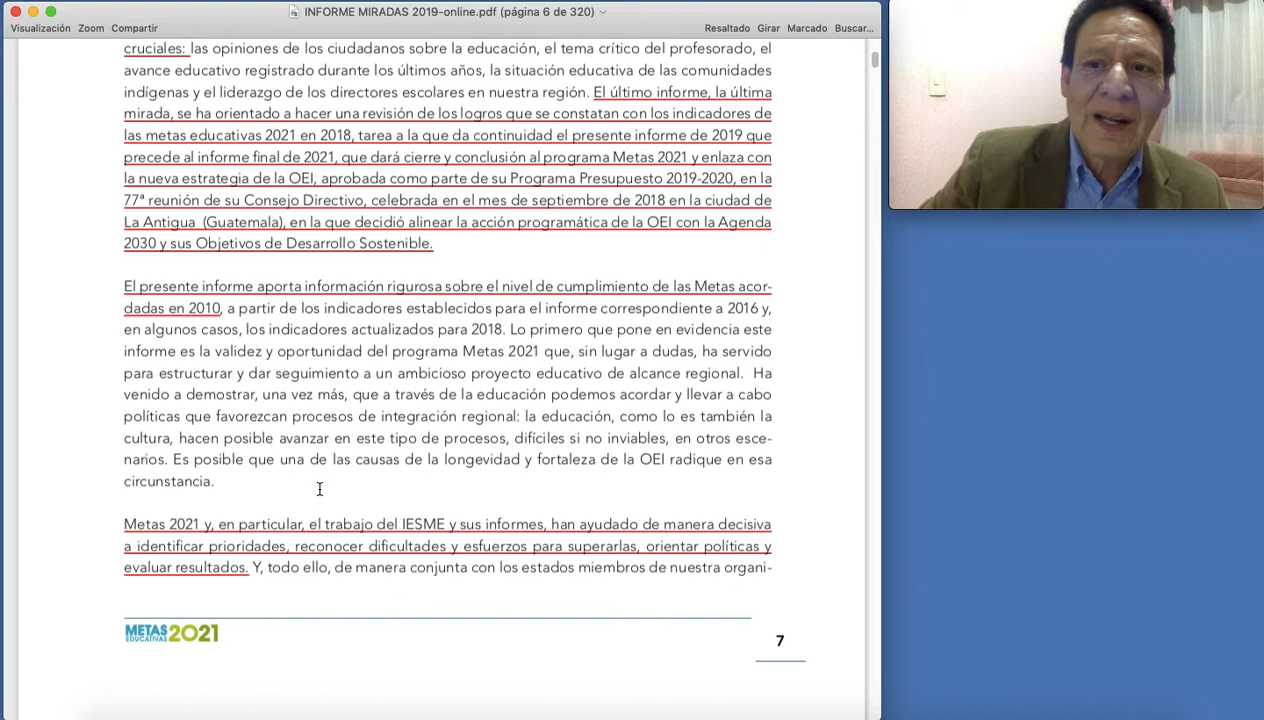 INFORME MIRADAS 2019-online.pdf (página 6 de 320)
Visualización Zoom Compartir Resaltado Girar Marcado Buscar...
cruciales: las opiniones de los ciudadanos sobre la educación, el tema crítico del profesorado, el
avance educativo registrado durante los últimos años, la situación educativa de las comunidades
indígenas y el liderazgo de los directores escolares en nuestra región. El último informe, la última
mirada, se ha orientado a hacer una revisión de los logros que se constatan con los indicadores de
las metas educativas 2021 en 2018, tarea a la que da continuidad el presente informe de 2019 que
precede al informe final de 2021, que dará cierre y conclusión al programa Metas 2021 y enlaza con
la nueva estrategia de la OEI, aprobada como parte de su Programa Presupuesto 2019-2020, en la
77ª reunión de su Consejo Directivo, celebrada en el mes de septiembre de 2018 en la ciudad de
La Antigua (Guatemala), en la que decidió alinear la acción programática de la OEI con la Agenda
2030 y sus Objetivos de Desarrollo Sostenible.
El presente informe aporta información rigurosa sobre el nivel de cumplimiento de las Metas acor-
dadas en 2010, a partir de los indicadores establecidos para el informe correspondiente a 2016 y,
en algunos casos, los indicadores actualizados para 2018. Lo primero que pone en evidencia este
informe es la validez y oportunidad del programa Metas 2021 que, sin lugar a dudas, ha servido
para estructurar y dar seguimiento a un ambicioso proyecto educativo de alcance regional. Ha
venido a demostrar, una vez más, que a través de la educación podemos acordar y llevar a cabo
políticas que favorezcan procesos de integración regional: la educación, como lo es también la
cultura, hacen posible avanzar en este tipo de procesos, difíciles si no inviables, en otros esce-
narios. Es posible que una de las causas de la longevidad y fortaleza de la OEI radique en esa
circunstancia.
Metas 2021 y, en particular, el trabajo del IESME y sus informes, han ayudado de manera decisiva
a identificar prioridades, reconocer dificultades y esfuerzos para superarlas, orientar políticas y
evaluar resultados. Y, todo ello, de manera conjunta con los estados miembros de nuestra organi-
METAS EDUCATIVAS 2021
7